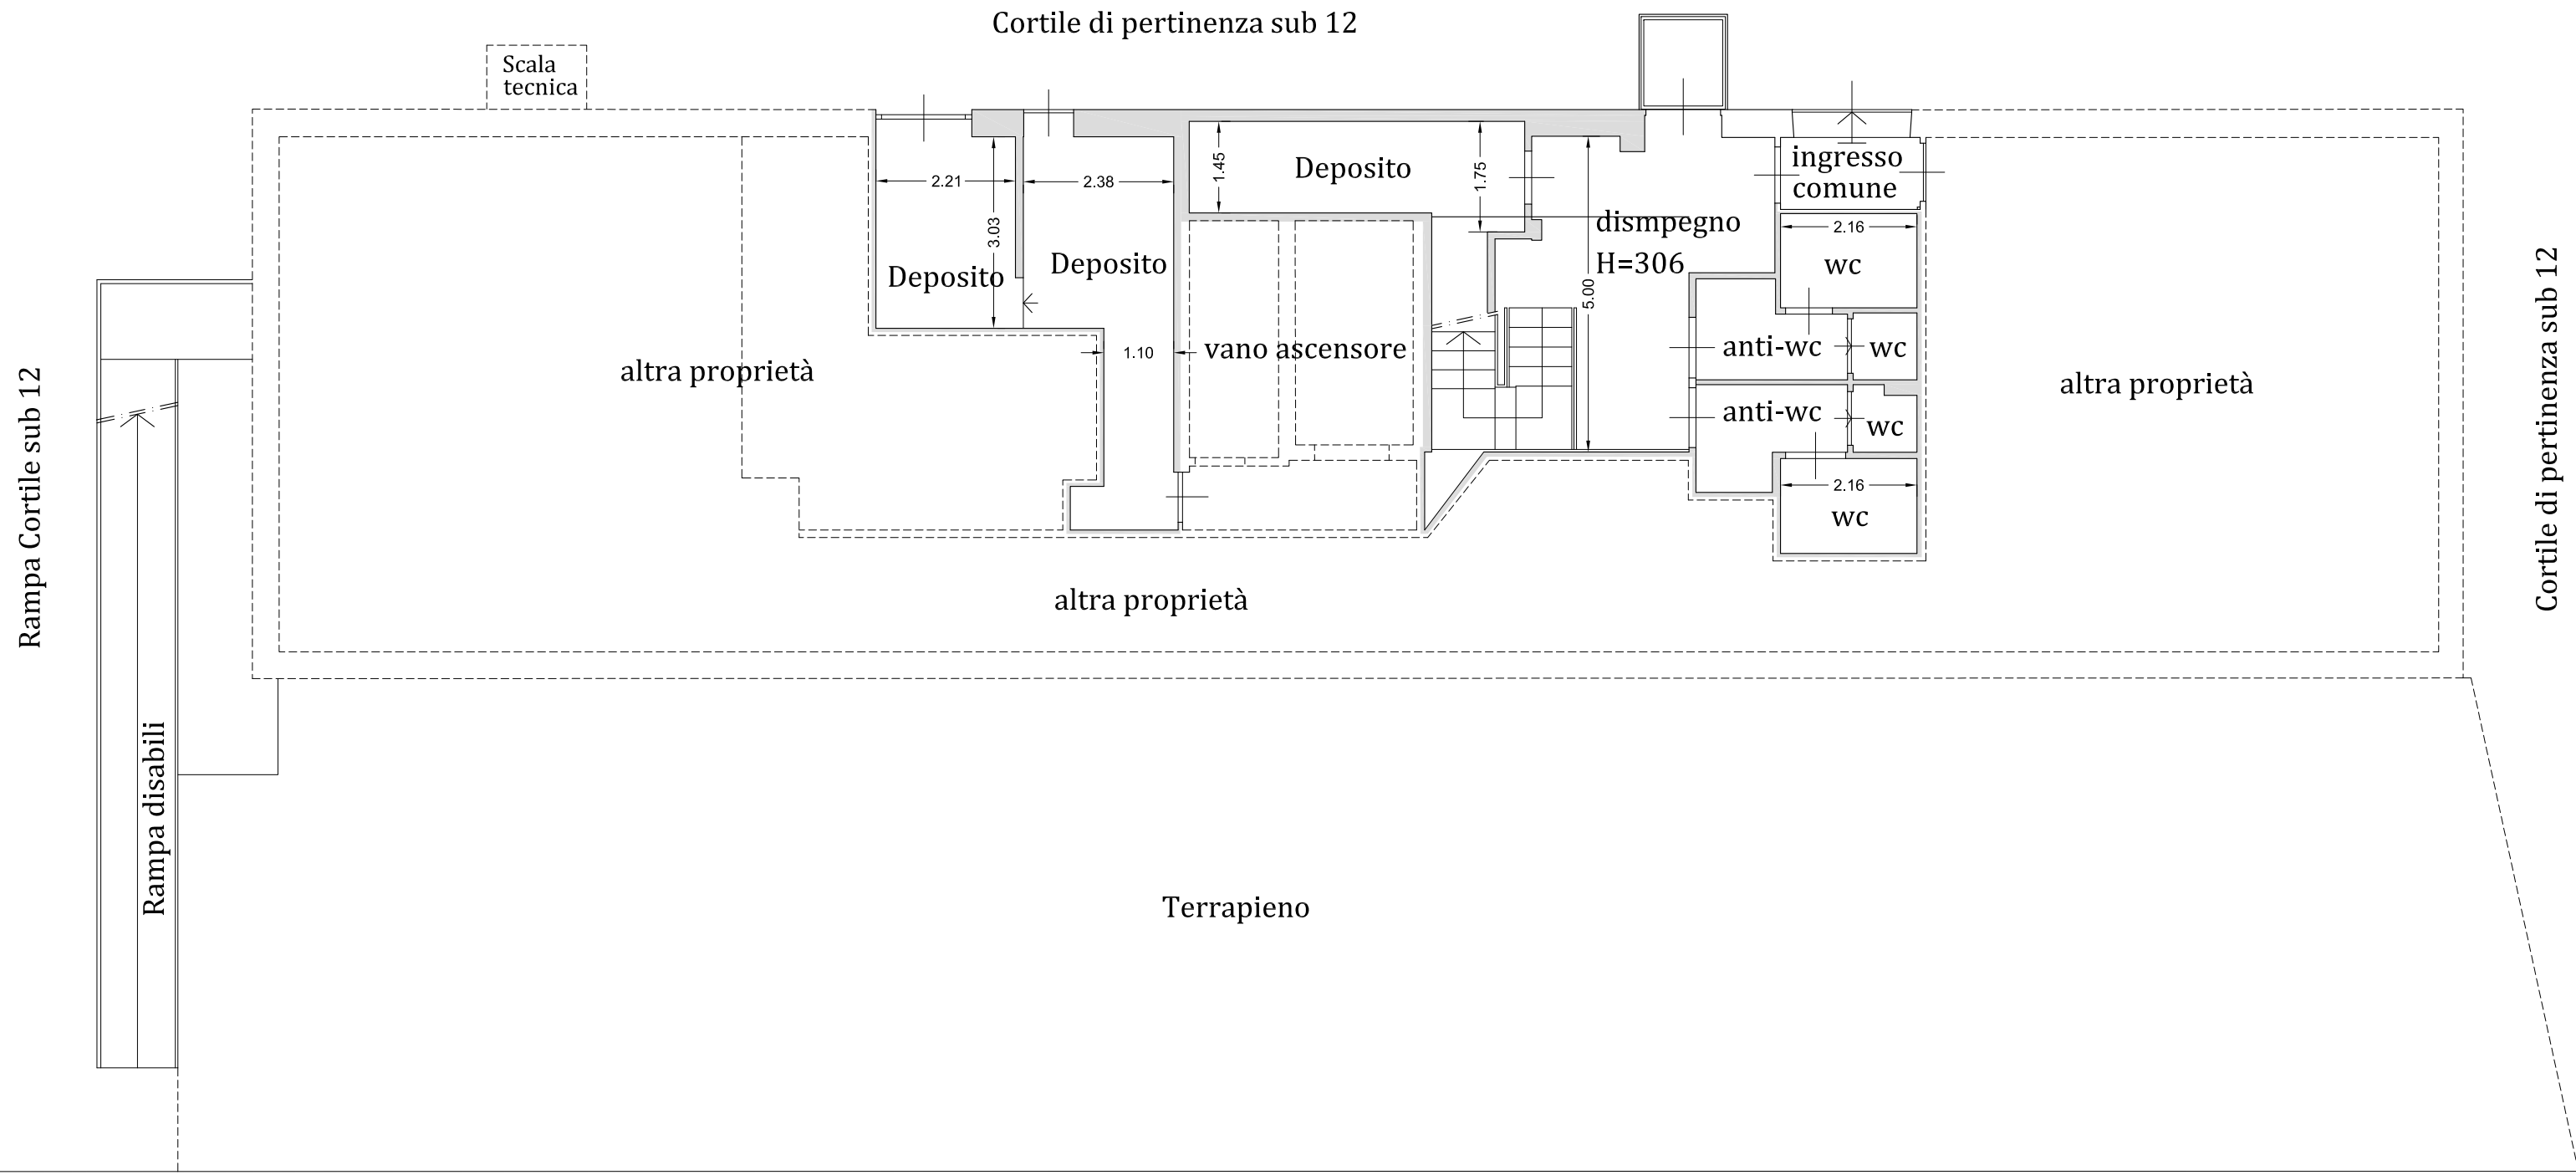 Cortile di pertinenza sub 12
Scala
tecnica
2.21
2.38
3.03
1.45
1.75
Deposito
ingresso
comune
dismpegno
H=306
5.00
2.16
wc
Deposito
Deposito
1.10
vano ascensore
anti-wc
wc
anti-wc
wc
2.16
wc
altra proprietà
altra proprietà
altra proprietà
Rampa Cortile sub 12
Rampa disabili
Cortile di pertinenza sub 12
Terrapieno